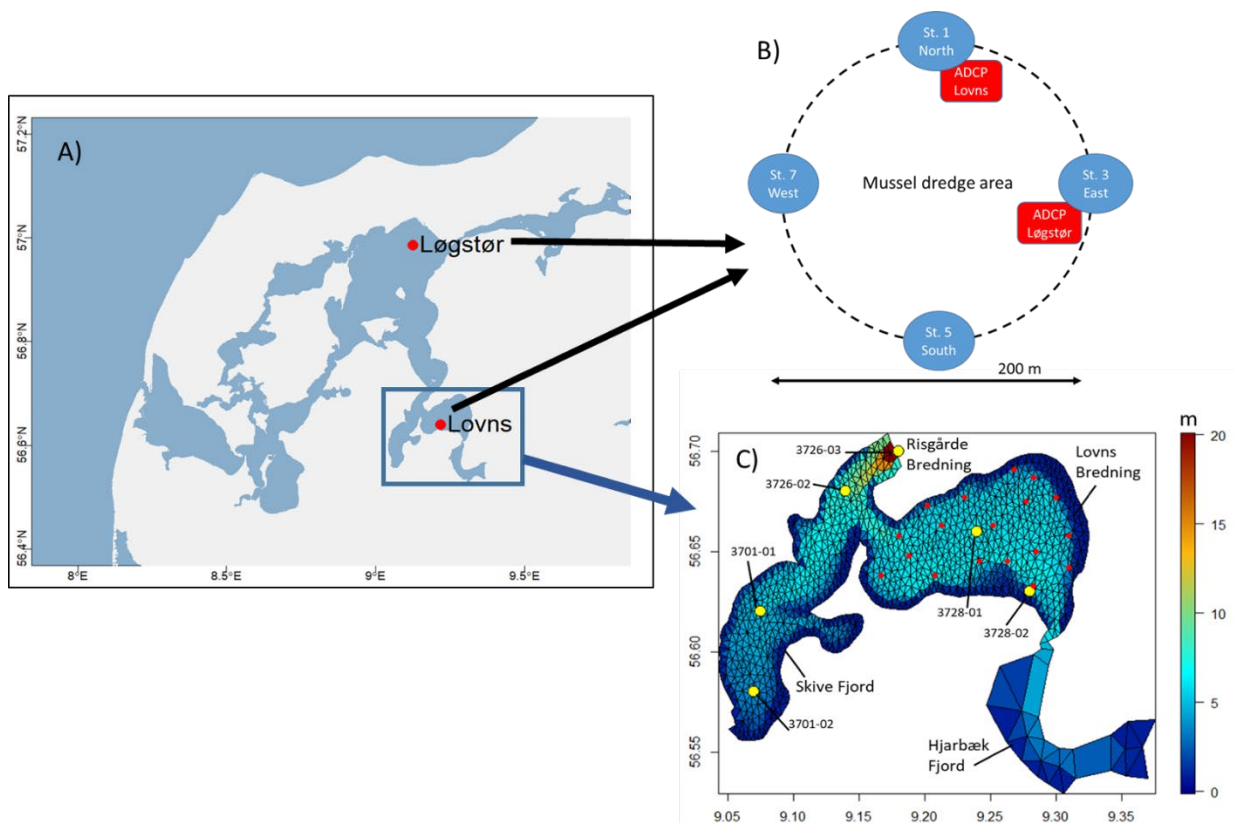 A)
57.2°N
57°N
56.8°N
56.6°N
56.4°N
8°E
8.5°E
9°E
9.5°E
Løgstør
Lovns
B)
St. 1
North
ADCP
Lovns
St. 7
West
Mussel dredge area
St. 3
East
ADCP
Løgstør
St. 5
South
200 m
C)
m
20
15
10
5
0
56.70
56.65
56.60
56.55
9.05
9.10
9.15
9.20
9.25
9.30
9.35
3726-03
Risgårde
Bredning
Lovns
Bredning
3726-02
3701-01
3728-01
3728-02
Skive Fjord
3701-02
Hjarbæk
Fjord